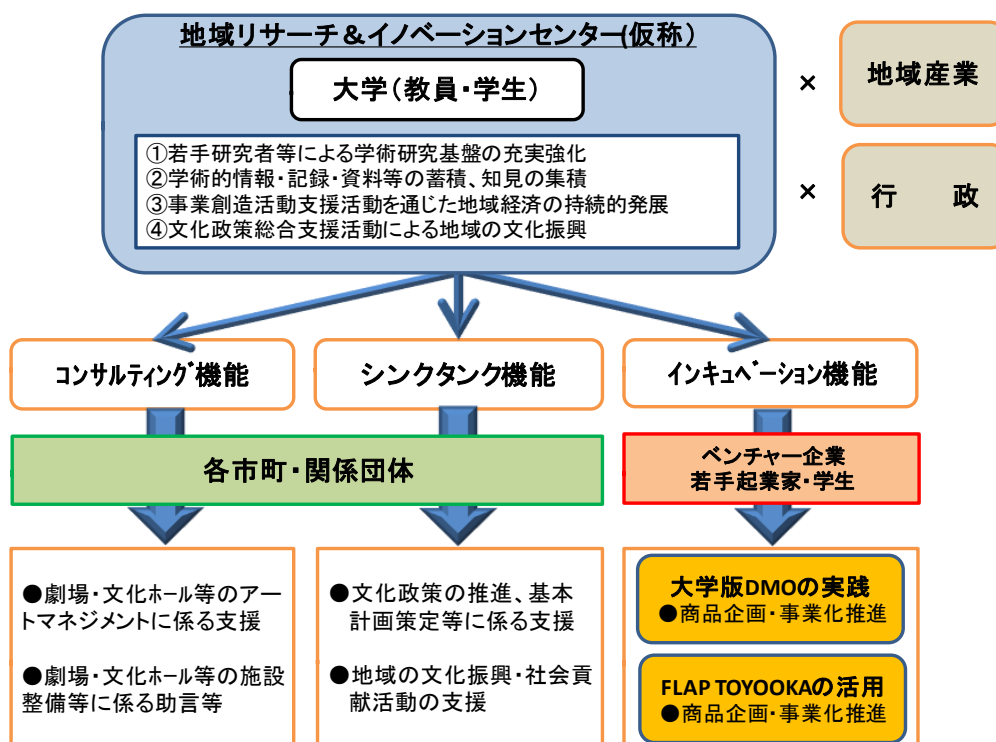 地域リサーチ＆イノベーションセンター(仮称）
大学（教員・学生）
×
地域産業
①若手研究者等による学術研究基盤の充実強化
②学術的情報・記録・資料等の蓄積、知見の集積
③事業創造活動支援活動を通じた地域経済の持続的発展
④文化政策総合支援活動による地域の文化振興
×
行　　政
コンサルティング機能
シンクタンク機能
インキュベーション機能
各市町・関係団体
ベンチャー企業
若手起業家・学生
●劇場・文化ホール等のアー
トマネジメントに係る支援
●劇場・文化ホール等の施設
整備等に係る助言等
●文化政策の推進、基本
計画策定等に係る支援
●地域の文化振興・社会貢
献活動の支援
大学版DMOの実践
●商品企画・事業化推進
FLAP TOYOOKAの活用
●商品企画・事業化推進